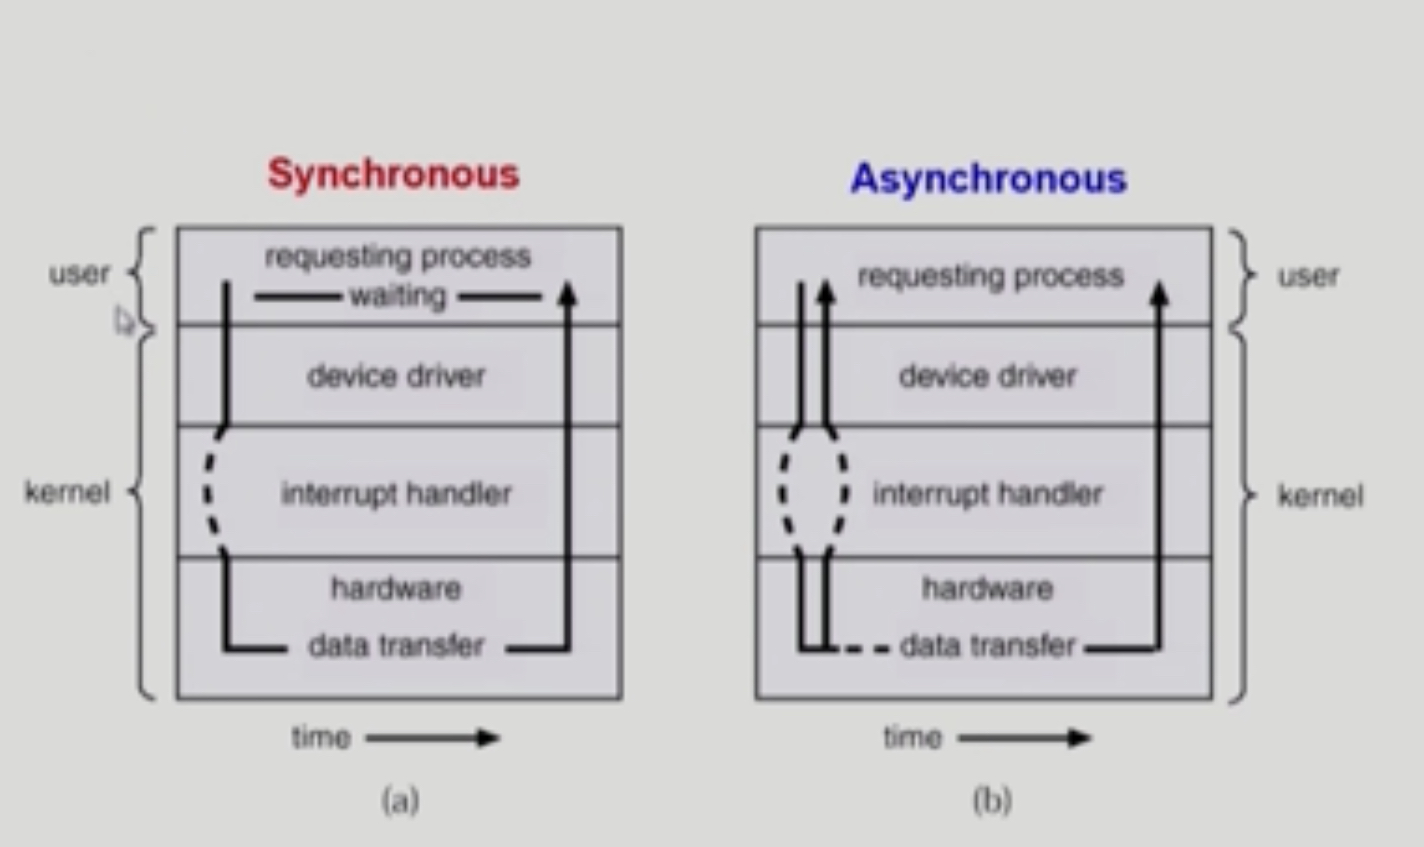 Synchronous
user
requesting process
waiting
device driver
kernel
interrupt handler
hardware
data transfer
time
(a)
Asynchronous
requesting process
user
device driver
interrupt handler
kernel
hardware
data transfer
time
(b)